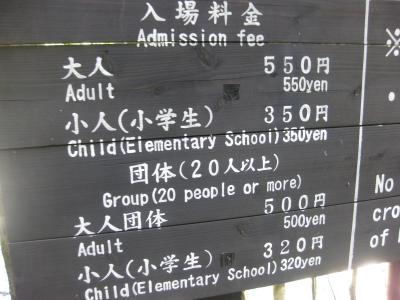 入場料金
Admission fee
大人 550円
Adult 550yen
小人(小学生) 350円
Child(Elementary School) 350yen
団体(20人以上)
Group(20 people or more)
大人団体 500円
Adult 500yen
小人(小学生) 320円
Child(Elementary School) 320yen
※
・
No
cro
of